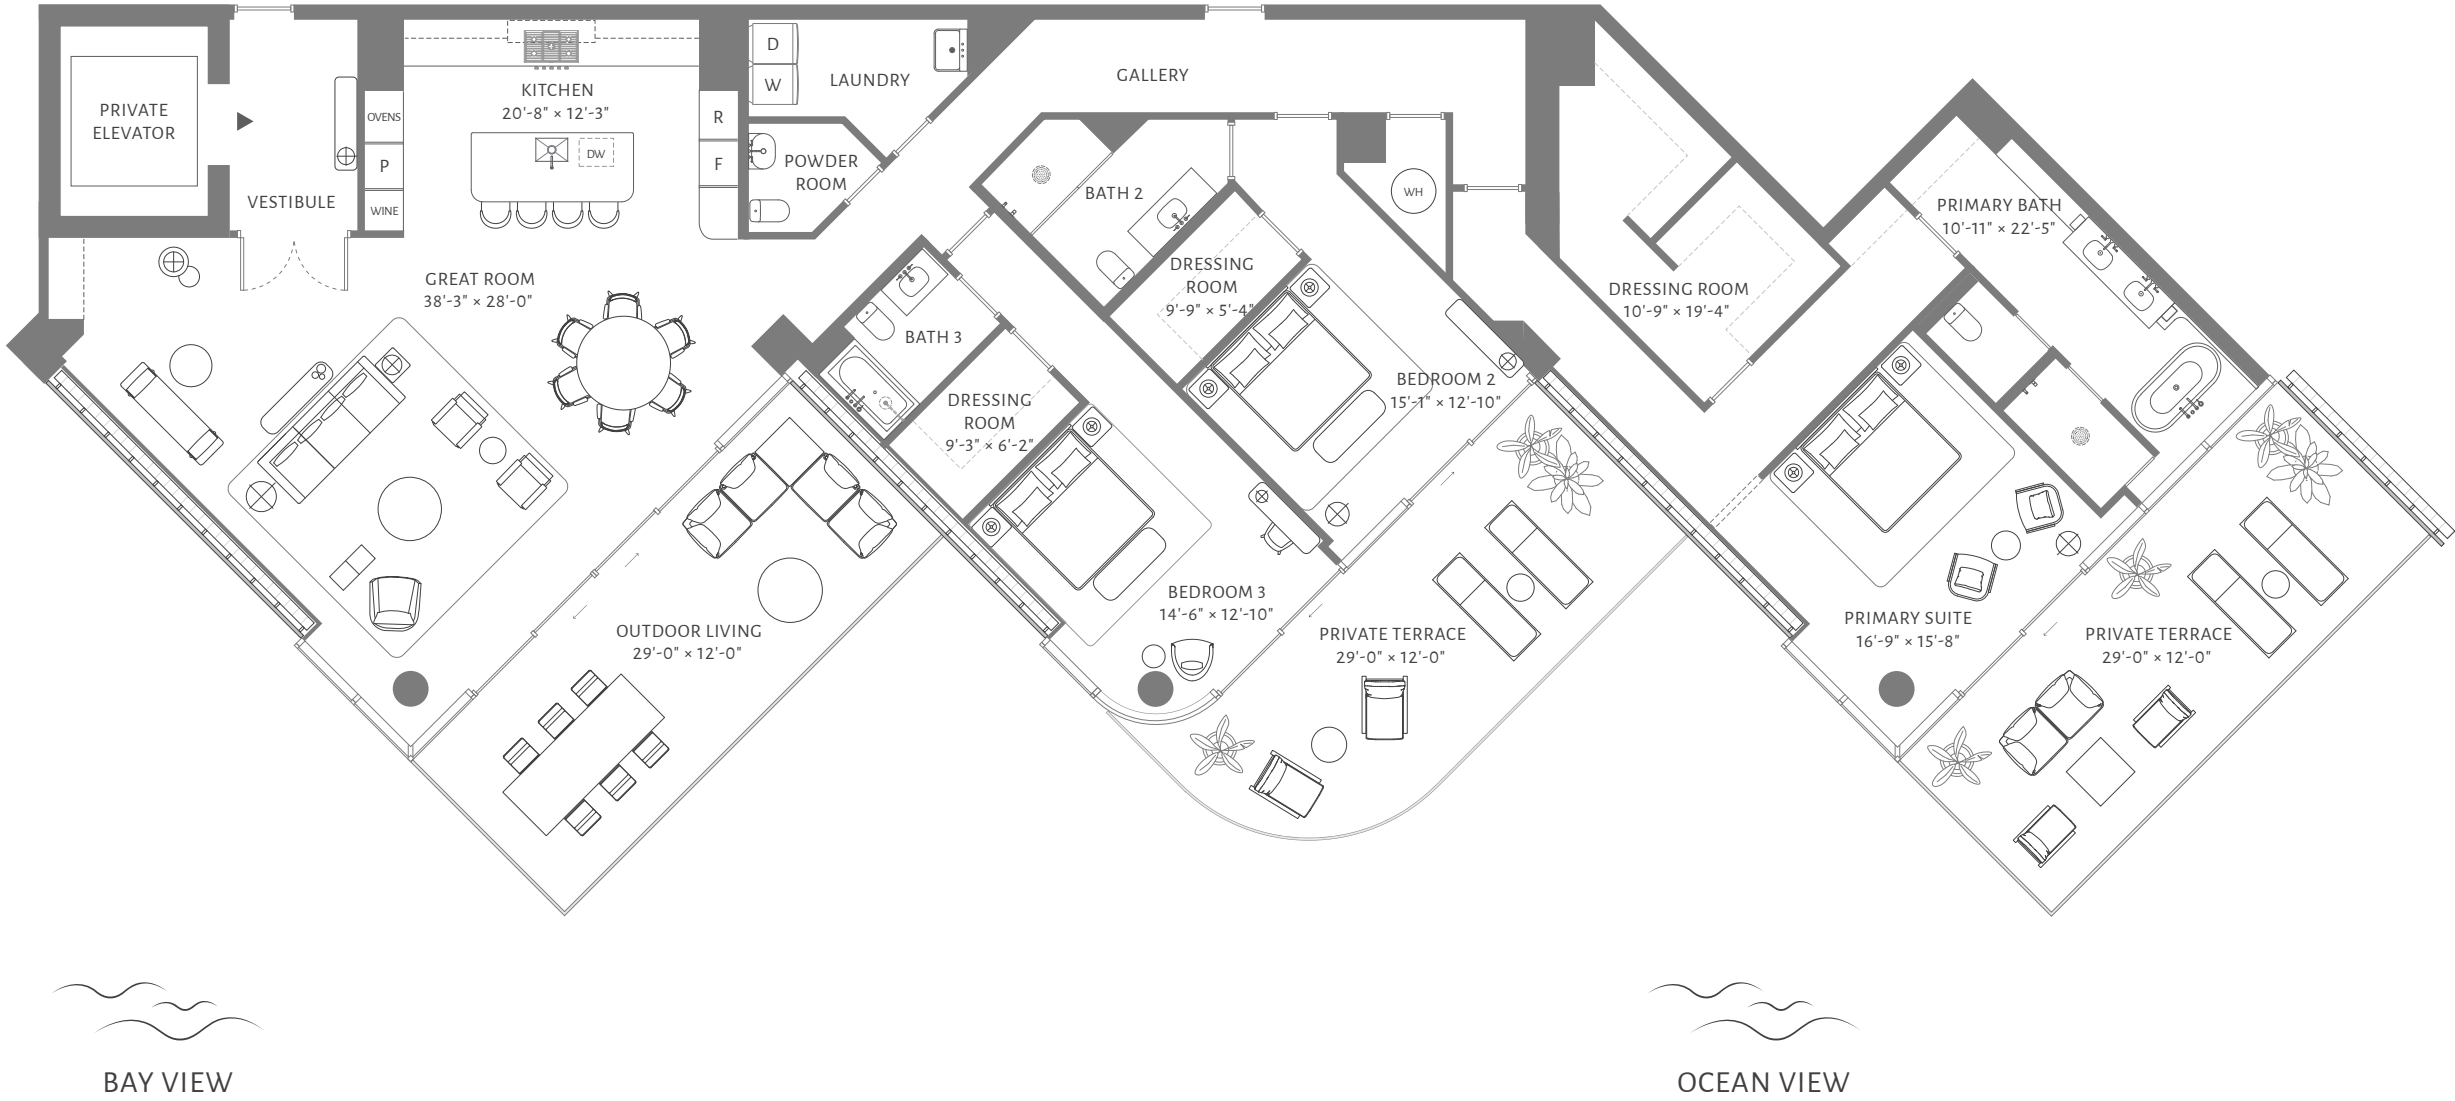 PRIVATE
ELEVATOR
VESTIBULE
OVENS
P
WINE
KITCHEN
20'-8" × 12'-3"
DW
R
F
D
W
LAUNDRY
POWDER
ROOM
GALLERY
GREAT ROOM
38'-3" × 28'-0"
OUTDOOR LIVING
29'-0" × 12'-0"
BATH 3
DRESSING
ROOM
9'-3" × 6'-2"
BEDROOM 3
14'-6" × 12'-10"
BATH 2
DRESSING
ROOM
9'-9" × 5'-4"
WH
BEDROOM 2
15'-1" × 12'-10"
PRIVATE TERRACE
29'-0" × 12'-0"
DRESSING ROOM
10'-9" × 19'-4"
PRIMARY BATH
10'-11" × 22'-5"
PRIMARY SUITE
16'-9" × 15'-8"
PRIVATE TERRACE
29'-0" × 12'-0"
BAY VIEW
OCEAN VIEW